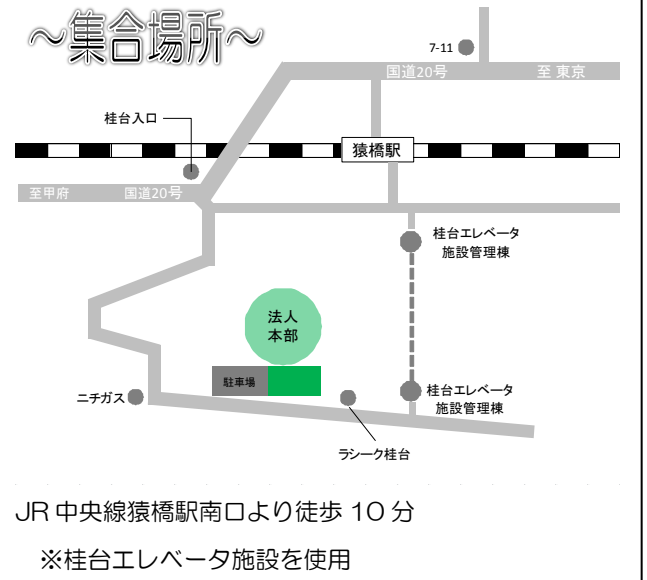 ～集合場所～
7-11
国道20号
至 東京
桂台入口
猿橋駅
至甲府
国道20号
桂台エレベータ
施設管理棟
法人
本部
駐車場
ニチガス
桂台エレベータ
施設管理棟
ラシーク桂台
JR中央線猿橋駅南口より徒歩 10 分
※桂台エレベータ施設を使用